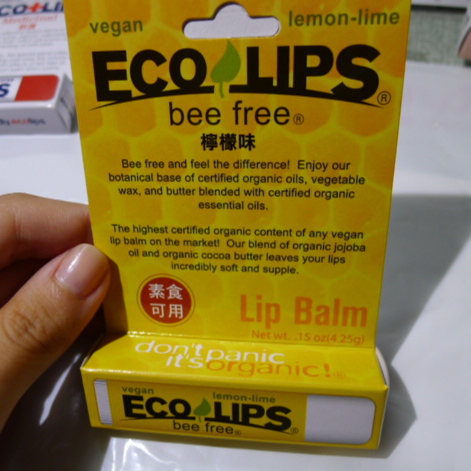 vegan lemon-lime
ECO LIPS®
bee free®
檸檬味
Bee free and feel the difference! Enjoy our
botanical base of certified organic oils, vegetable
wax, and butter blended with certified organic
essential oils.
The highest certified organic content of any vegan
lip balm on the market! Our blend of organic jojoba
oil and organic cocoa butter leaves your lips
incredibly soft and supple.
素食
可用
Lip Balm
Net wt. .15 oz(4.25g)
don't panic
it's organic!®
vegan lemon-lime
ECO LIPS®
bee free®